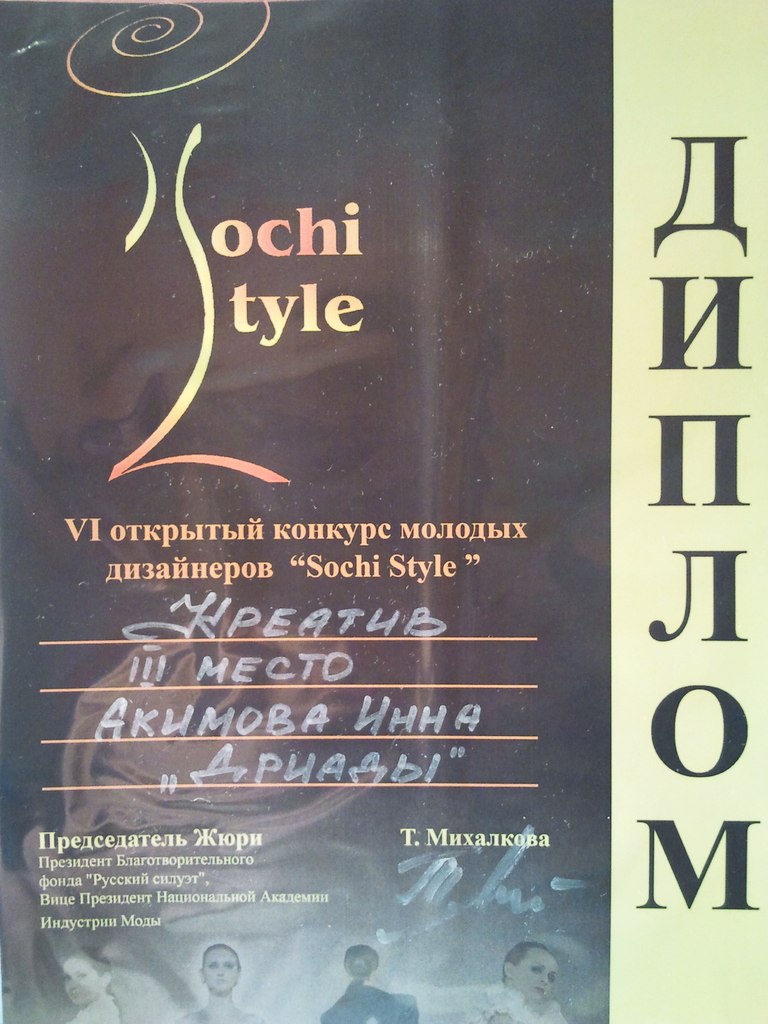 Sochi
Style
VI открытый конкурс молодых
дизайнеров “Sochi Style ”
Креатив
III место
Акимова Инна
„Дриады"
Председатель Жюри
Т. Михалкова
Президент Благотворительного
фонда "Русский силуэт",
Вице Президент Национальной Академии
Индустрии Моды
ДИПЛОМ